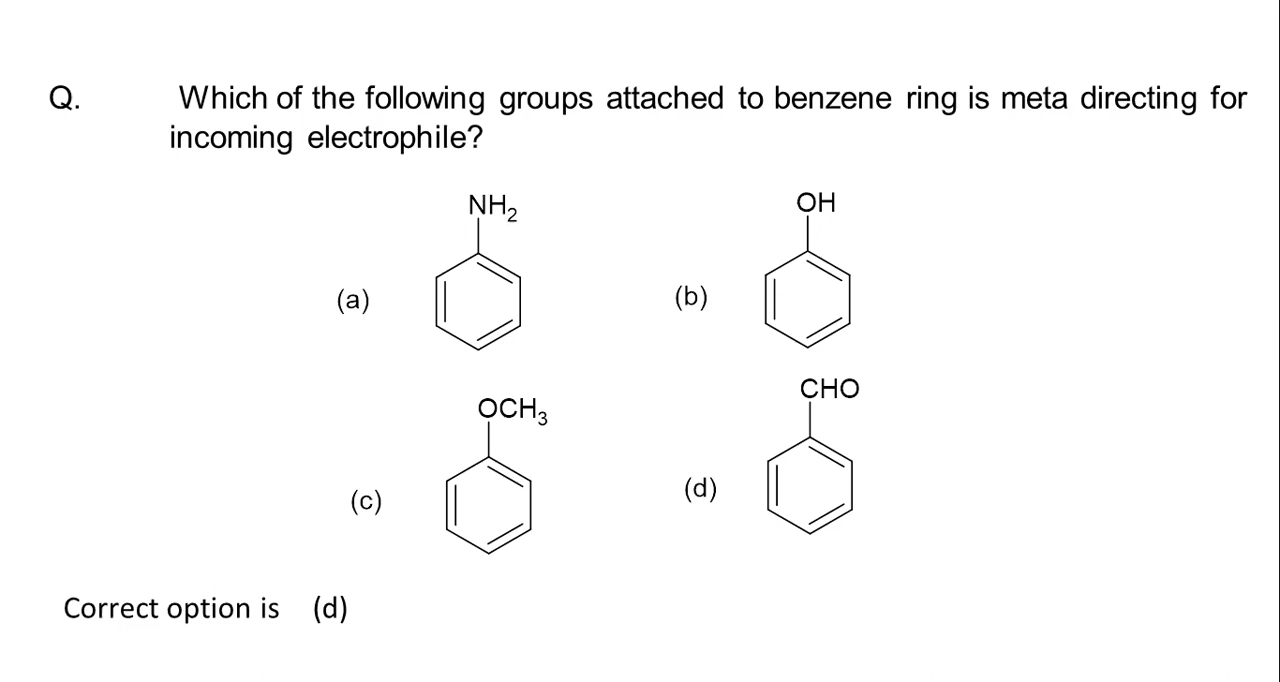 Q. Which of the following groups attached to benzene ring is meta directing for
incoming electrophile?
NH₂
OH
(a)
(b)
OCH₃
CHO
(c)
(d)
Correct option is (d)